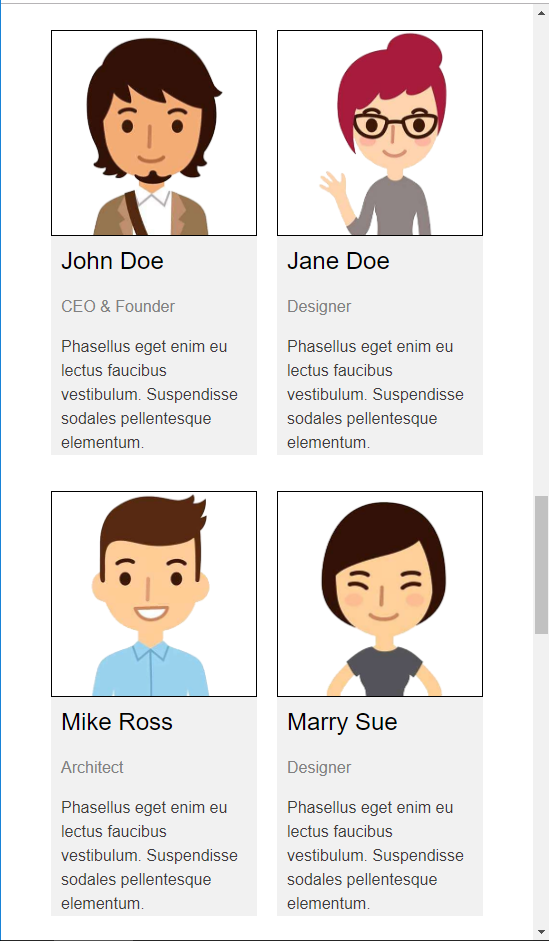 John Doe
CEO & Founder
Phasellus eget enim eu
lectus faucibus
vestibulum. Suspendisse
sodales pellentesque
elementum.
Jane Doe
Designer
Phasellus eget enim eu
lectus faucibus
vestibulum. Suspendisse
sodales pellentesque
elementum.
Mike Ross
Architect
Phasellus eget enim eu
lectus faucibus
vestibulum. Suspendisse
sodales pellentesque
elementum.
Marry Sue
Designer
Phasellus eget enim eu
lectus faucibus
vestibulum. Suspendisse
sodales pellentesque
elementum.